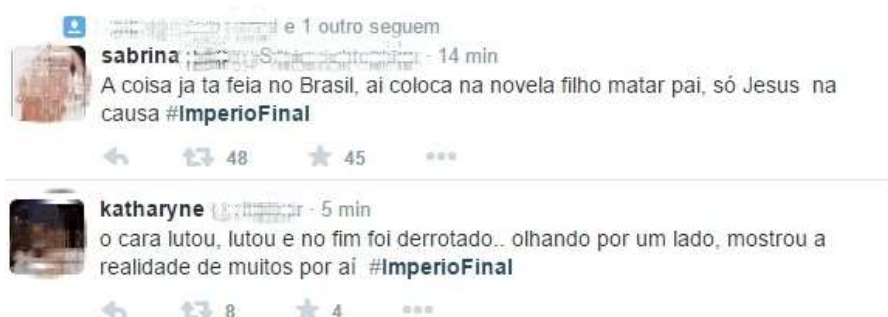 e 1 outro seguem
sabrina - 14 min
A coisa ja ta feia no Brasil, ai coloca na novela filho matar pai, só Jesus na
causa #ImperioFinal
48 45
katharyne - 5 min
o cara lutou, lutou e no fim foi derrotado.. olhando por um lado, mostrou a
realidade de muitos por aí #ImperioFinal
8 4